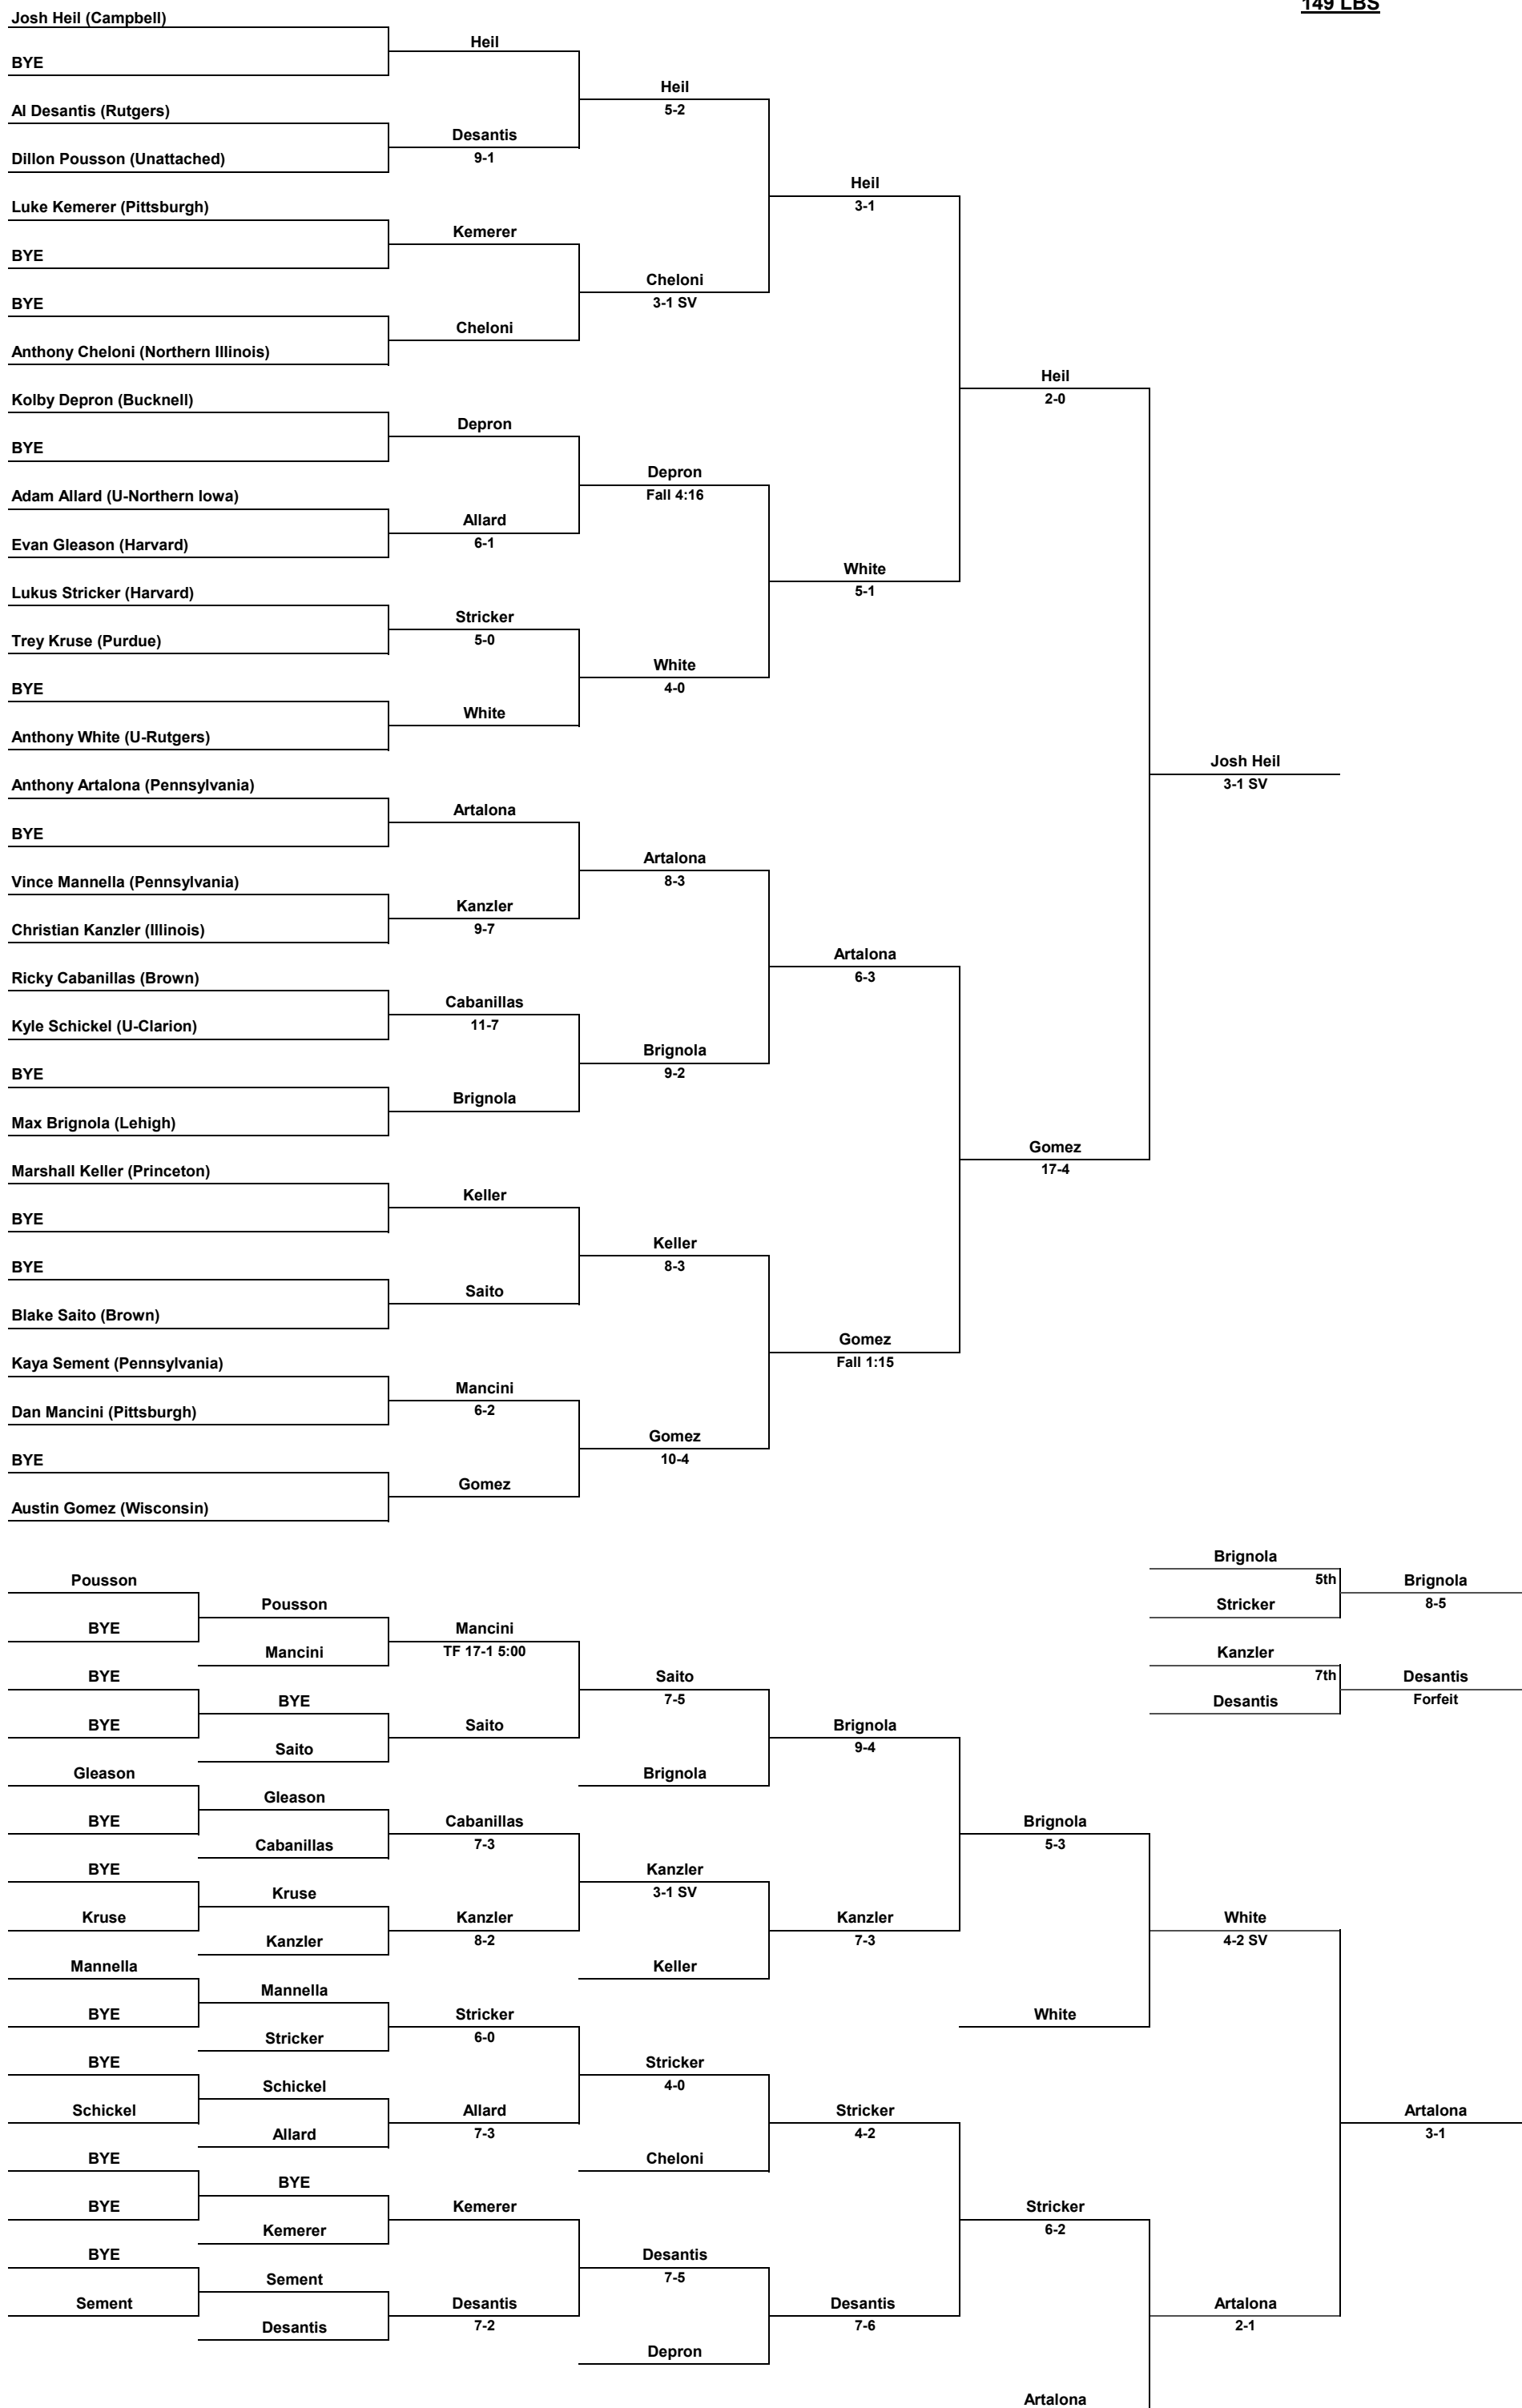 149 LBS
Josh Heil (Campbell)
Heil
BYE
Heil
5-2
Al Desantis (Rutgers)
Desantis
9-1
Dillon Pousson (Unattached)
Heil
3-1
Luke Kemerer (Pittsburgh)
Kemerer
BYE
Cheloni
3-1 SV
BYE
Cheloni
Anthony Cheloni (Northern Illinois)
Heil
2-0
Kolby Depron (Bucknell)
Depron
BYE
Depron
Fall 4:16
Adam Allard (U-Northern Iowa)
Allard
6-1
Evan Gleason (Harvard)
White
5-1
Lukus Stricker (Harvard)
Stricker
5-0
Trey Kruse (Purdue)
White
4-0
BYE
White
Anthony White (U-Rutgers)
Josh Heil
3-1 SV
Anthony Artalona (Pennsylvania)
Artalona
BYE
Artalona
8-3
Vince Mannella (Pennsylvania)
Kanzler
9-7
Christian Kanzler (Illinois)
Artalona
6-3
Ricky Cabanillas (Brown)
Cabanillas
11-7
Kyle Schickel (U-Clarion)
Brignola
9-2
BYE
Brignola
Max Brignola (Lehigh)
Gomez
17-4
Marshall Keller (Princeton)
Keller
BYE
Keller
8-3
BYE
Saito
Blake Saito (Brown)
Gomez
Fall 1:15
Kaya Sement (Pennsylvania)
Mancini
6-2
Dan Mancini (Pittsburgh)
Gomez
10-4
BYE
Gomez
Austin Gomez (Wisconsin)
Brignola
5th
Brignola
8-5
Stricker
Kanzler
7th
Desantis
Forfeit
Desantis
Pousson
Pousson
BYE
Mancini
TF 17-1 5:00
Mancini
BYE
Saito
7-5
BYE
BYE
Saito
Saito
Brignola
9-4
Gleason
Brignola
Gleason
BYE
Cabanillas
7-3
Cabanillas
Brignola
5-3
BYE
Kanzler
3-1 SV
Kruse
Kruse
Kanzler
8-2
Kanzler
7-3
Kanzler
White
4-2 SV
Mannella
Keller
Mannella
BYE
Stricker
6-0
Stricker
White
BYE
Stricker
4-0
Schickel
Schickel
Allard
7-3
Allard
Stricker
4-2
Artalona
3-1
BYE
Cheloni
BYE
BYE
Kemerer
Kemerer
Stricker
6-2
BYE
Desantis
7-5
Sement
Sement
Desantis
7-2
Desantis
Desantis
7-6
Artalona
2-1
Depron
Artalona